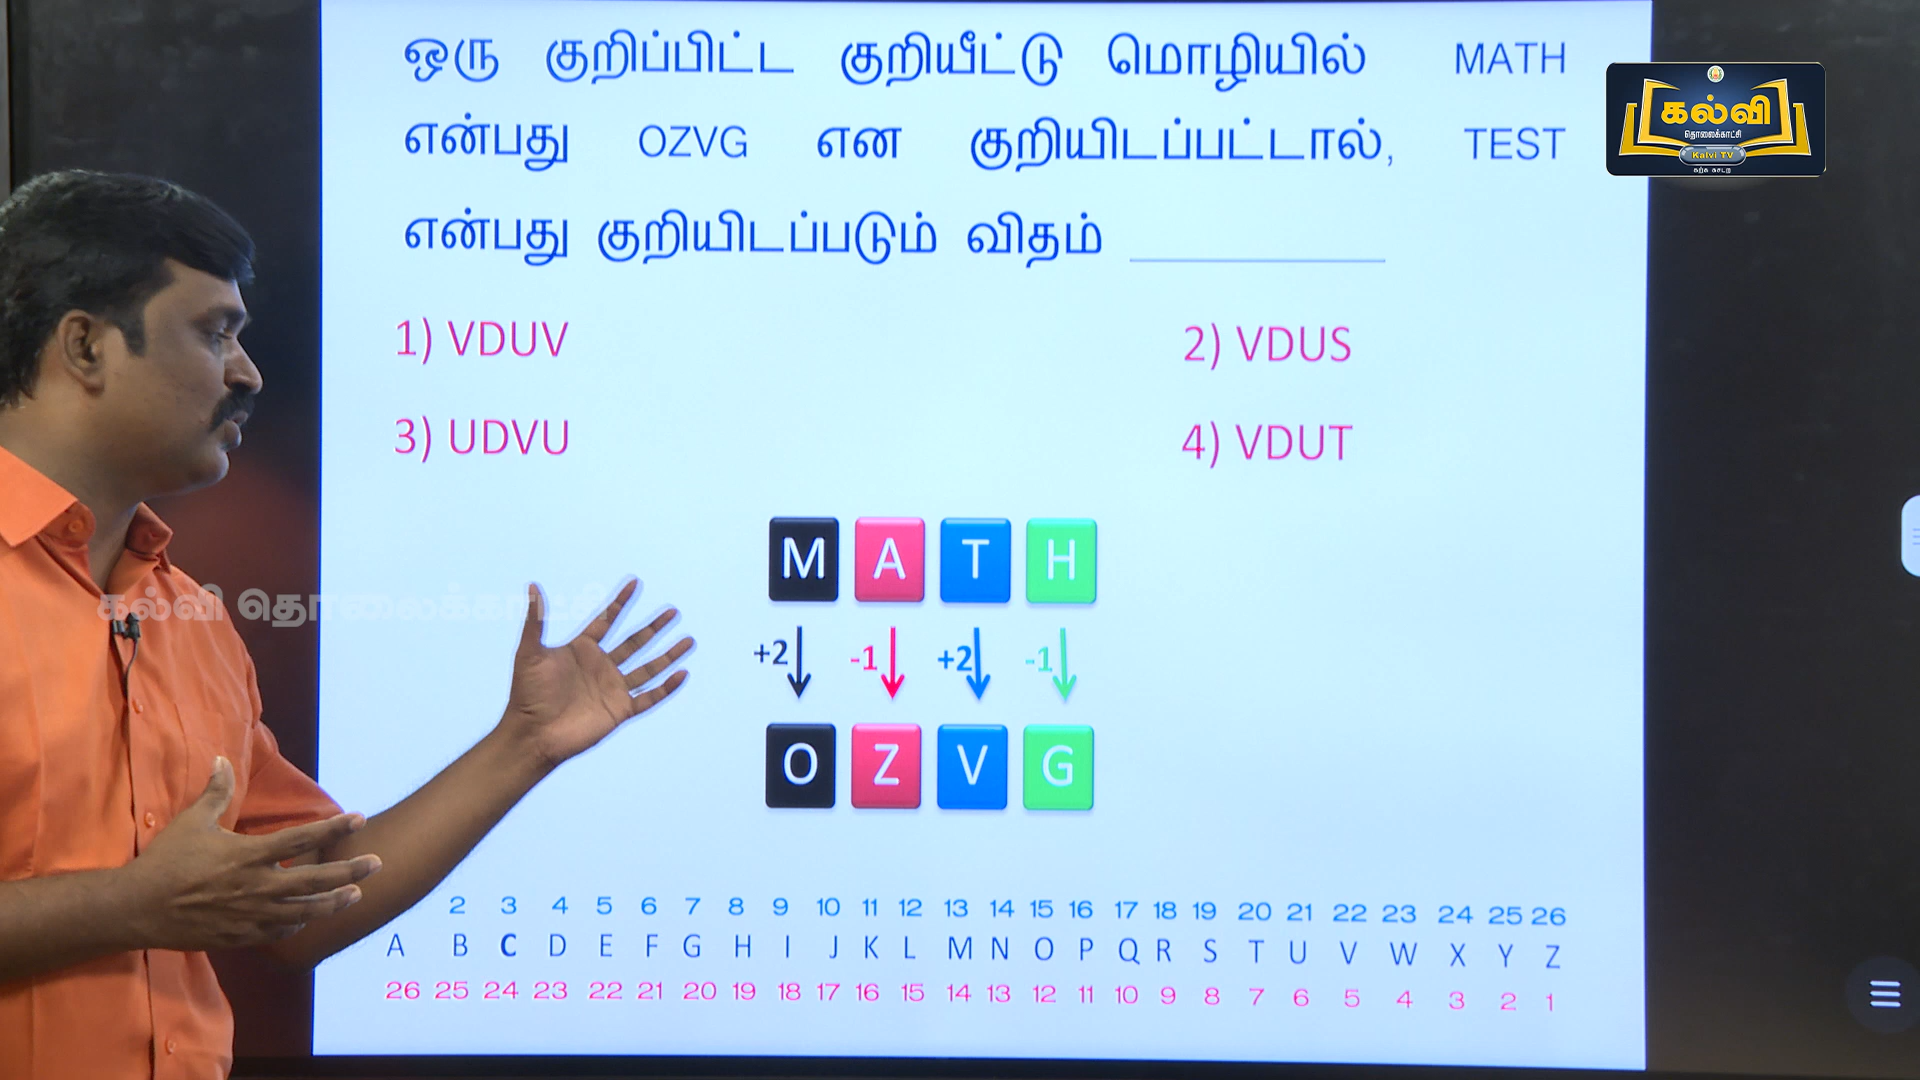 ஒரு குறிப்பிட்ட குறியீட்டு மொழியில் MATH
என்பது OZVG என குறியிடப்பட்டால், TEST
என்பது குறியிடப்படும் விதம் ____________
1) VDUV 2) VDUS
3) UDVU 4) VDUT
M A T H
+2 -1 +2 -1
O Z V G
2 3 4 5 6 7 8 9 10 11 12 13 14 15 16 17 18 19 20 21 22 23 24 25 26
A B C D E F G H I J K L M N O P Q R S T U V W X Y Z
26 25 24 23 22 21 20 19 18 17 16 15 14 13 12 11 10 9 8 7 6 5 4 3 2 1
கல்வி
தொலைக்காட்சி
Kalvi TV
கற்க கசடற
கல்வி தொலைக்காட்சி